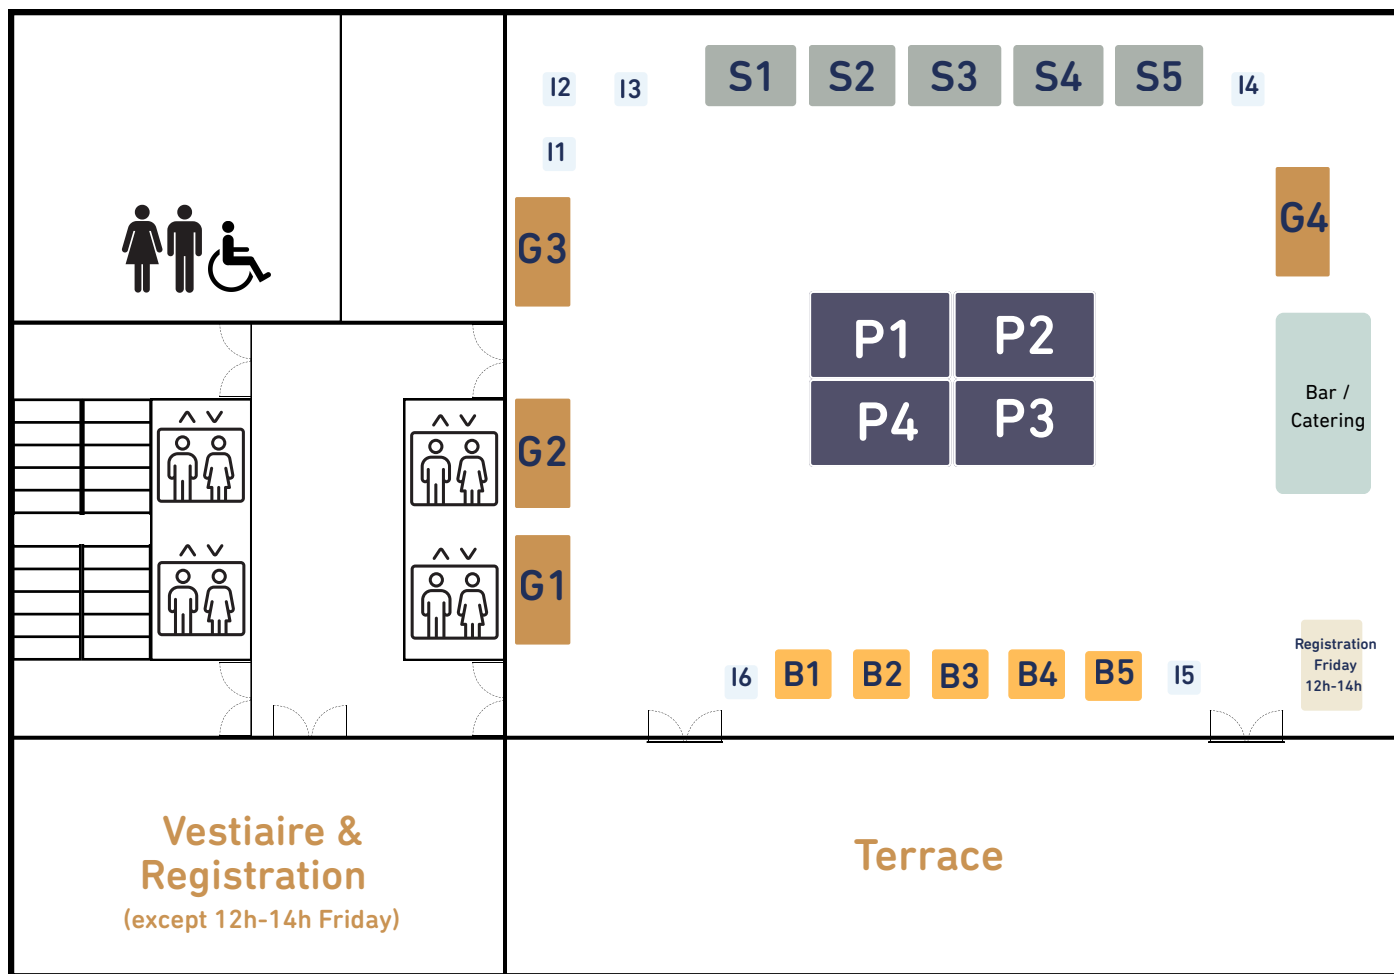 I2
I3
S1
S2
S3
S4
S5
I4
I1
G3
G4
P1
P2
Bar /
Catering
P4
P3
G2
G1
Registration
Friday
12h-14h
I6
B1
B2
B3
B4
B5
I5
Vestiaire &
Registration
(except 12h-14h Friday)
Terrace